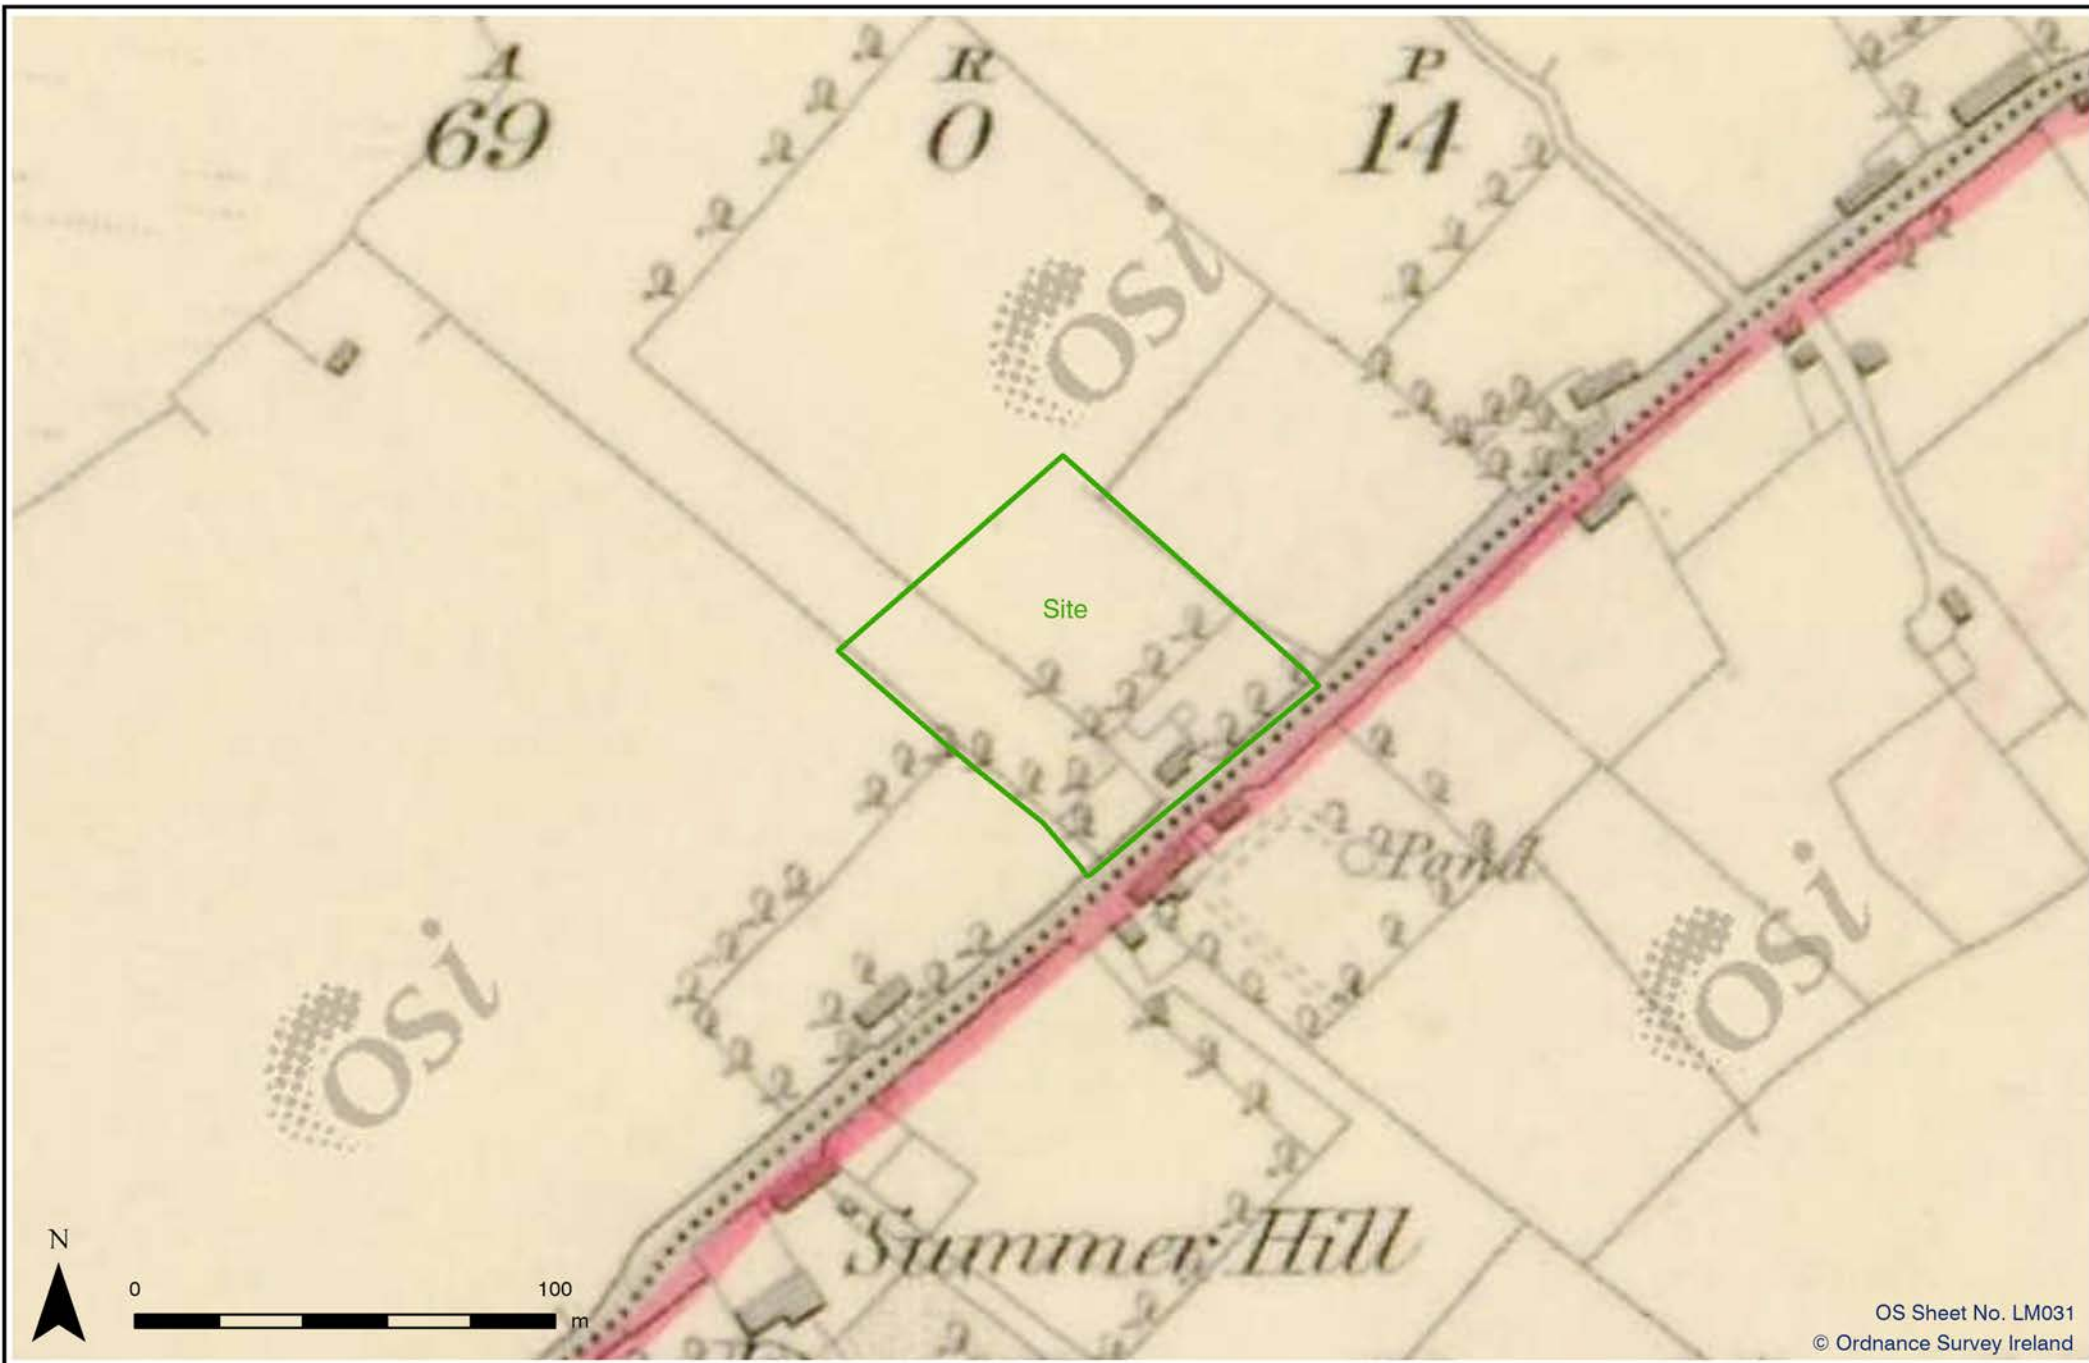 A R P
69 0 14
OSi
Site
Pond
OSi
OSi
Summer Hill
N
0 100
m
OS Sheet No. LM031
© Ordnance Survey Ireland